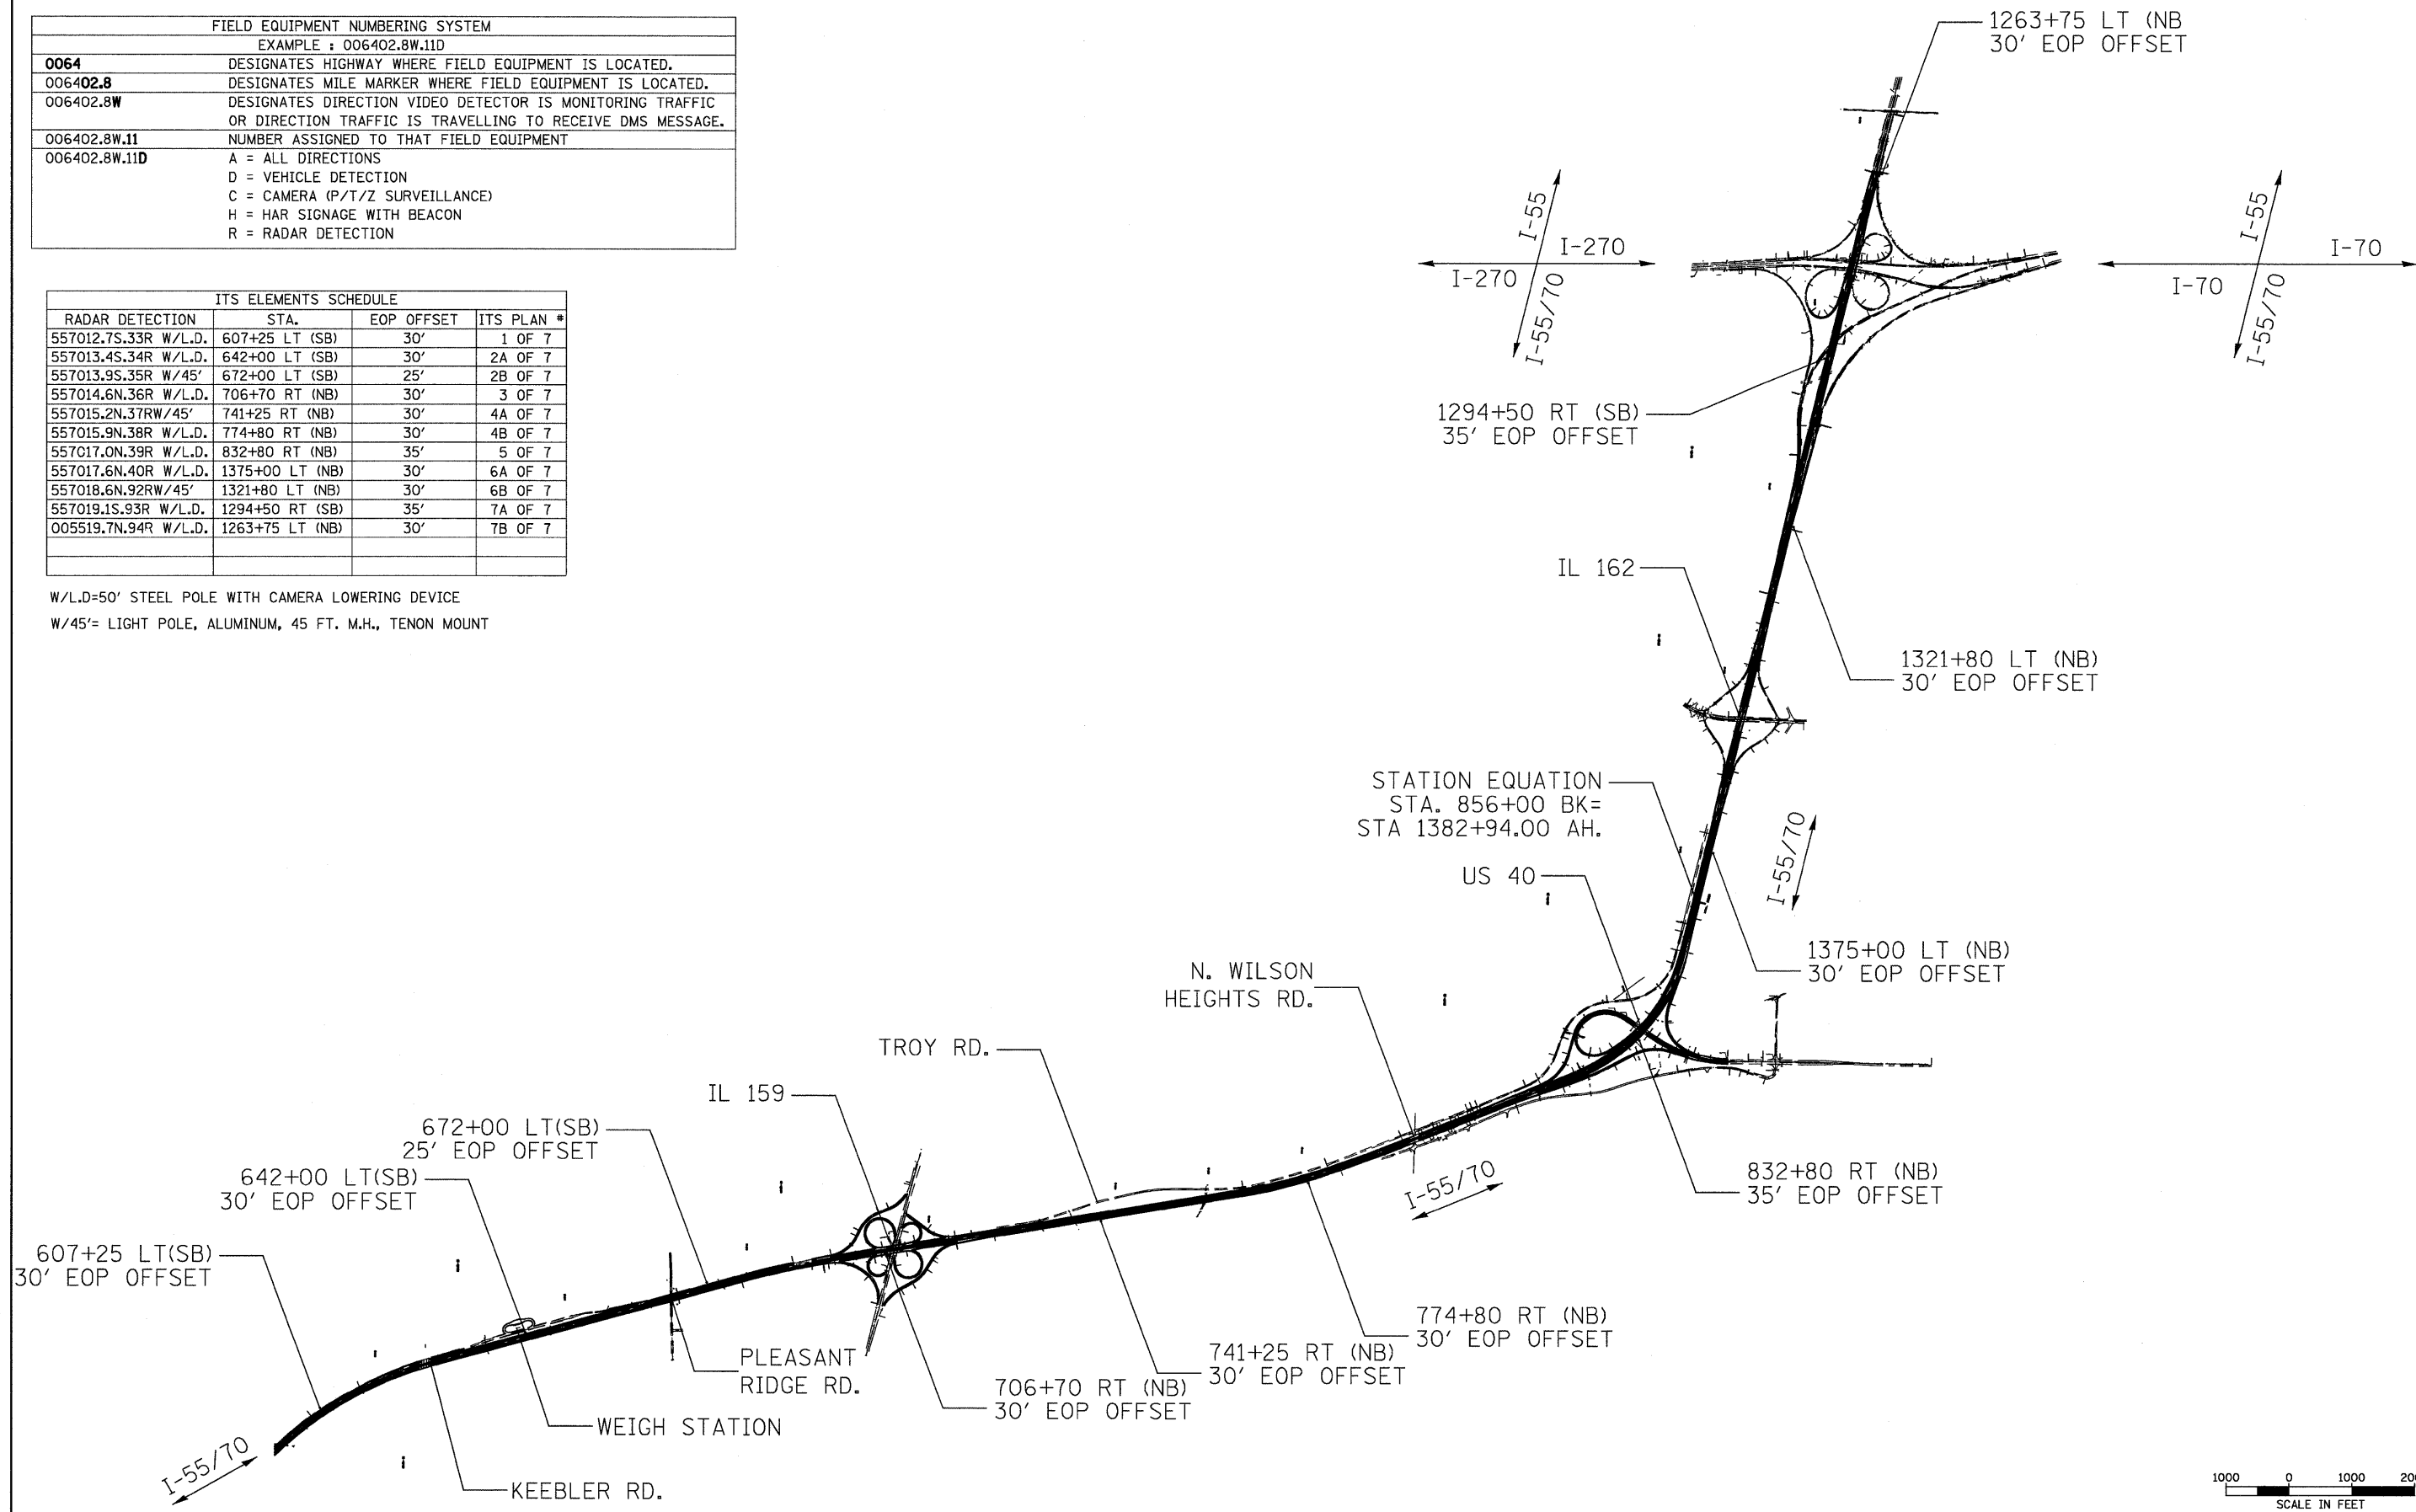 FIELD EQUIPMENT NUMBERING SYSTEM
EXAMPLE : 006402.8W.11D
0064 DESIGNATES HIGHWAY WHERE FIELD EQUIPMENT IS LOCATED.
006402.8 DESIGNATES MILE MARKER WHERE FIELD EQUIPMENT IS LOCATED.
006402.8W DESIGNATES DIRECTION VIDEO DETECTOR IS MONITORING TRAFFIC
OR DIRECTION TRAFFIC IS TRAVELLING TO RECEIVE DMS MESSAGE.
006402.8W.11 NUMBER ASSIGNED TO THAT FIELD EQUIPMENT
006402.8W.11D A = ALL DIRECTIONS
D = VEHICLE DETECTION
C = CAMERA (P/T/Z SURVEILLANCE)
H = HAR SIGNAGE WITH BEACON
R = RADAR DETECTION
ITS ELEMENTS SCHEDULE
RADAR DETECTION STA. EOP OFFSET ITS PLAN #
557012.7S.33R W/L.D. 607+25 LT (SB) 30' 1 OF 7
557013.4S.34R W/L.D. 642+00 LT (SB) 30' 2A OF 7
557013.9S.35R W/45' 672+00 LT (SB) 25' 2B OF 7
557014.6N.36R W/L.D. 706+70 RT (NB) 30' 3 OF 7
557015.2N.37RW/45' 741+25 RT (NB) 30' 4A OF 7
557015.9N.38R W/L.D. 774+80 RT (NB) 30' 4B OF 7
557017.0N.39R W/L.D. 832+80 RT (NB) 35' 5 OF 7
557017.6N.40R W/L.D. 1375+00 LT (NB) 30' 6A OF 7
557018.6N.92RW/45' 1321+80 LT (NB) 30' 6B OF 7
557019.1S.93R W/L.D. 1294+50 RT (SB) 35' 7A OF 7
005519.7N.94R W/L.D. 1263+75 LT (NB) 30' 7B OF 7
W/L.D=50' STEEL POLE WITH CAMERA LOWERING DEVICE
W/45'= LIGHT POLE, ALUMINUM, 45 FT. M.H., TENON MOUNT
1263+75 LT (NB
30' EOP OFFSET
I-55
I-270
I-270
I-55/70
I-55
I-70
I-70
I-55/70
1294+50 RT (SB)
35' EOP OFFSET
IL 162
1321+80 LT (NB)
30' EOP OFFSET
STATION EQUATION
STA. 856+00 BK=
STA 1382+94.00 AH.
I-55/70
US 40
1375+00 LT (NB)
30' EOP OFFSET
N. WILSON
HEIGHTS RD.
TROY RD.
IL 159
672+00 LT(SB)
25' EOP OFFSET
642+00 LT(SB)
30' EOP OFFSET
832+80 RT (NB)
35' EOP OFFSET
I-55/70
607+25 LT(SB)
30' EOP OFFSET
774+80 RT (NB)
30' EOP OFFSET
741+25 RT (NB)
30' EOP OFFSET
PLEASANT
RIDGE RD.
706+70 RT (NB)
30' EOP OFFSET
WEIGH STATION
I-55/70
KEEBLER RD.
1000 0 1000 20
SCALE IN FEET